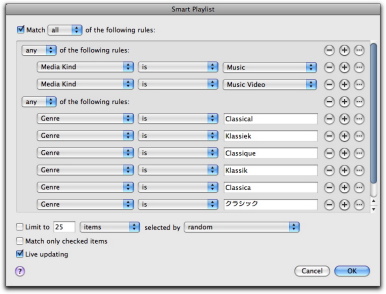 Smart Playlist
Match all of the following rules:
any of the following rules:
Media Kind is Music
Media Kind is Music Video
any of the following rules:
Genre is Classical
Genre is Klassiek
Genre is Classique
Genre is Klassik
Genre is Classica
Genre is クラシック
Limit to 25 items selected by random
Match only checked items
Live updating
? Cancel OK